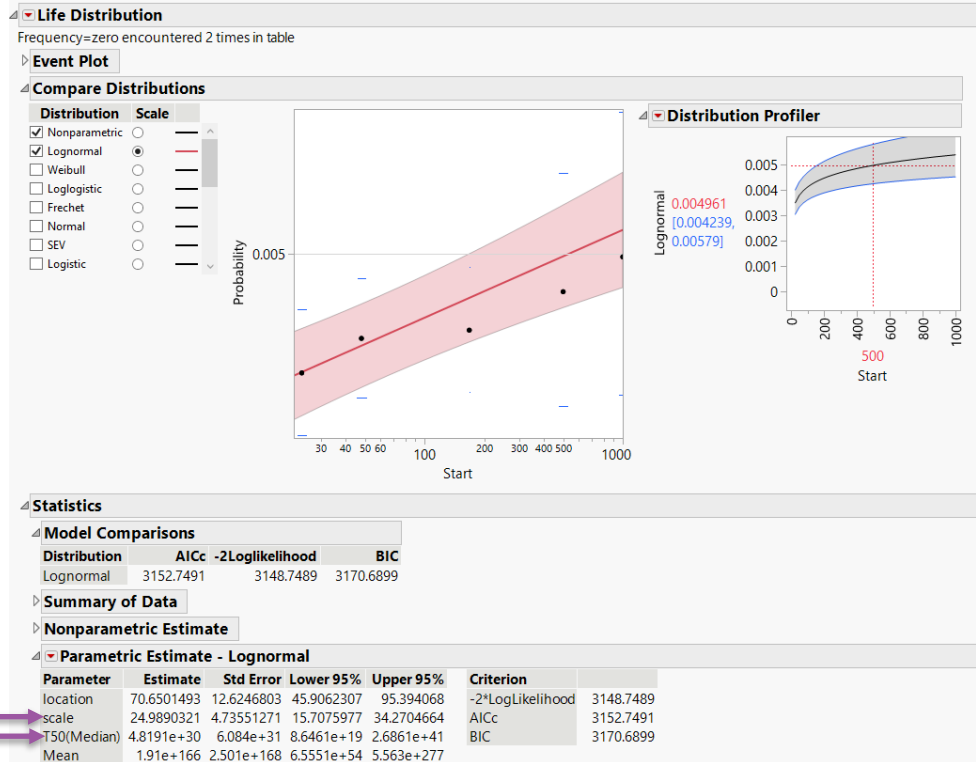 Life Distribution
Frequency=zero encountered 2 times in table
Event Plot
Compare Distributions
Distribution Scale
Nonparametric
Lognormal
Weibull
Loglogistic
Frechet
Normal
SEV
Logistic
Probability
0.005
30 40 50 60 100 200 300 400 500 1000
Start
Distribution Profiler
Lognormal
0.004961
[0.004239,
0.00579]
0.005
0.004
0.003
0.002
0.001
0
0 200 400 600 800 1000
500
Start
Statistics
Model Comparisons
Distribution AICc -2Loglikelihood BIC
Lognormal 3152.7491 3148.7489 3170.6899
Summary of Data
Nonparametric Estimate
Parametric Estimate - Lognormal
Parameter Estimate Std Error Lower 95% Upper 95% Criterion
location 70.6501493 12.6246803 45.9062307 95.394068 -2*LogLikelihood 3148.7489
scale 24.9890321 4.73551271 15.7075977 34.2704664 AICc 3152.7491
T50(Median) 4.8191e+30 6.084e+31 8.6461e+19 2.6861e+41 BIC 3170.6899
Mean 1.91e+166 2.501e+168 6.5551e+54 5.563e+277